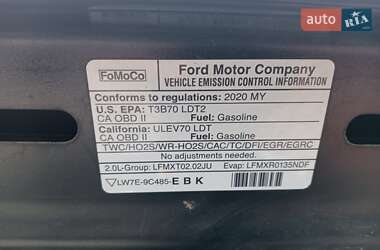 auto RIA
FoMoCo
Ford Motor Company
VEHICLE EMISSION CONTROL INFORMATION
Conforms to regulations: 2020 MY
U.S. EPA: T3B70 LDT2
CA OBD II Fuel: Gasoline
California: ULEV70 LDT
CA OBD II Fuel: Gasoline
TWC/HO2S/WR-HO2S/CAC/TC/DFI/EGR/EGRC
No adjustments needed.
2.0L-Group: LFMXT02.02JU Evap: LFMXR0135NDF
LW7E-9C485-EBK